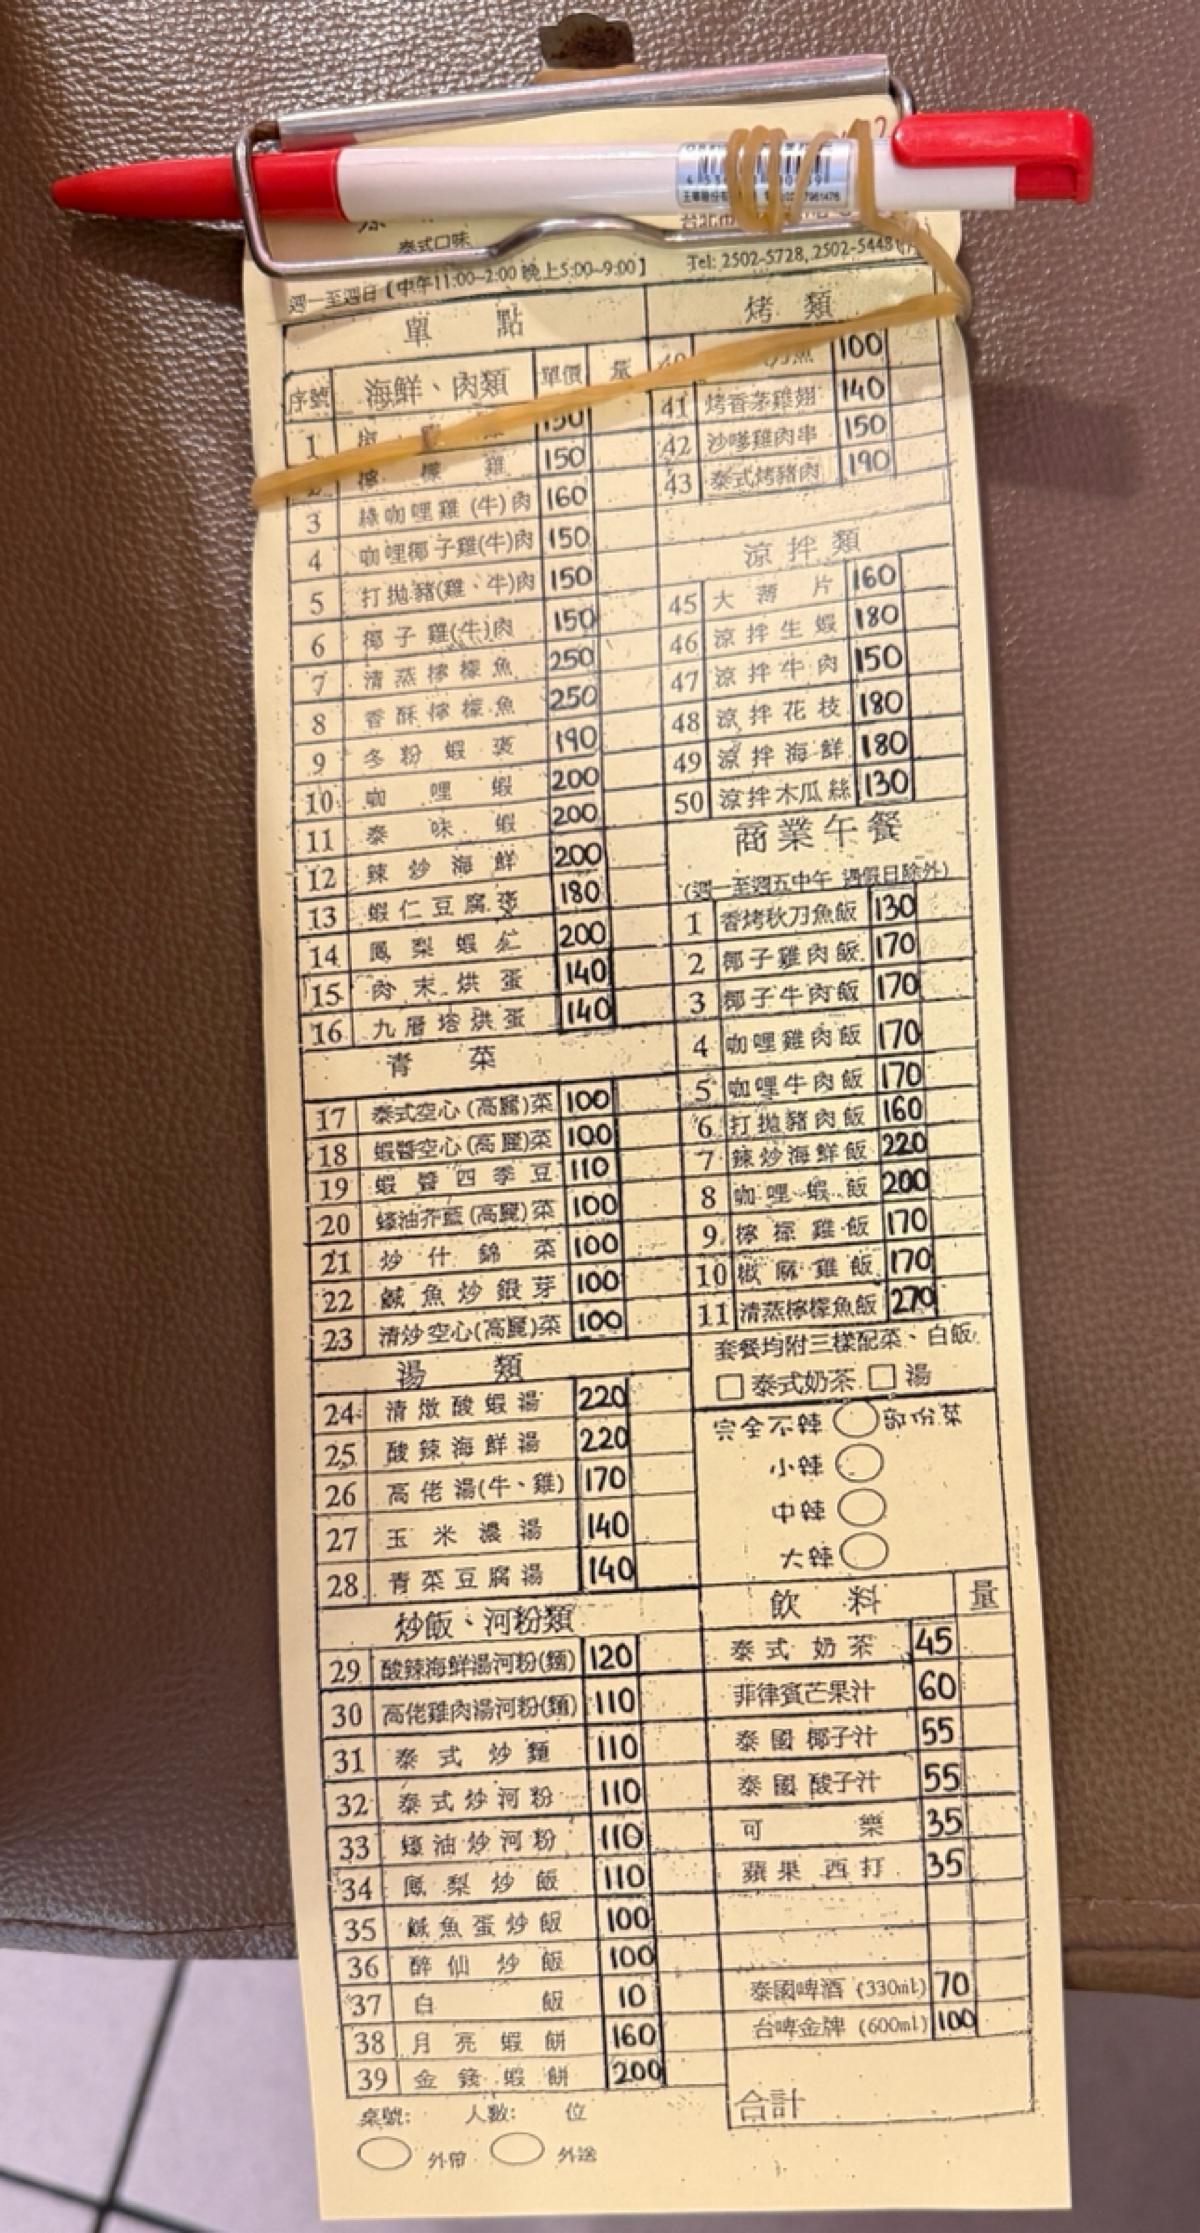 泰式口味
Tel: 2502-5728, 2502-5448
週一至週日【中午11:00~2:00 晚上5:00~9:00】
單 點
序號 海鮮、肉類 單價 量
1 150
檸檬雞 150
3 綠咖哩雞(牛)肉 160
4 咖哩椰子雞(牛)肉 150
5 打拋豬(雞、牛)肉 150
6 椰子雞(牛)肉 150
7 清蒸檸檬魚 250
8 香酥檸檬魚 250
9 冬粉蝦煲 190
10 咖哩蝦 200
11 泰味蝦 200
12 辣炒海鮮 200
13 蝦仁豆腐煲 180
14 鳳梨蝦仁 200
15 肉末烘蛋 140
16 九層塔烘蛋 140
青 菜
17 泰式空心(高麗)菜 100
18 蝦醬空心(高麗)菜 100
19 蝦醬四季豆 110
20 蠔油芥藍(高麗)菜 100
21 炒什錦菜 100
22 鹹魚炒銀芽 100
23 清炒空心(高麗)菜 100
湯 類
24 清燉酸蝦湯 220
25 酸辣海鮮湯 220
26 高佬湯(牛、雞) 170
27 玉米濃湯 140
28 青菜豆腐湯 140
炒飯、河粉類
29 酸辣海鮮湯河粉(麵) 120
30 高佬雞肉湯河粉(麵) 110
31 泰式炒麵 110
32 泰式炒河粉 110
33 蠔油炒河粉 110
34 鳳梨炒飯 110
35 鹹魚蛋炒飯 100
36 醉仙炒飯 100
37 白飯 10
38 月亮蝦餅 160
39 金錢蝦餅 200
桌號: 人數: 位
外帶 外送
烤 類
40 100
41 烤香茅雞翅 140
42 沙嗲雞肉串 150
43 泰式烤豬肉 190
涼拌類
45 大薄片 160
46 涼拌生蝦 180
47 涼拌牛肉 150
48 涼拌花枝 180
49 涼拌海鮮 180
50 涼拌木瓜絲 130
商業午餐
(週一至週五中午 遇假日除外)
1 香烤秋刀魚飯 130
2 椰子雞肉飯 170
3 椰子牛肉飯 170
4 咖哩雞肉飯 170
5 咖哩牛肉飯 170
6 打拋豬肉飯 160
7 辣炒海鮮飯 220
8 咖哩蝦飯 200
9 檸檬雞飯 170
10 椒麻雞飯 170
11 清蒸檸檬魚飯 270
套餐均附三樣配菜、白飯
泰式奶茶 湯
完全不辣 部份菜
小辣
中辣
大辣
飲 料 量
泰式奶茶 45
菲律賓芒果汁 60
泰國椰子汁 55
泰國酸子汁 55
可樂 35
蘋果西打 35
泰國啤酒 (330ml) 70
台啤金牌 (600ml) 100
合計